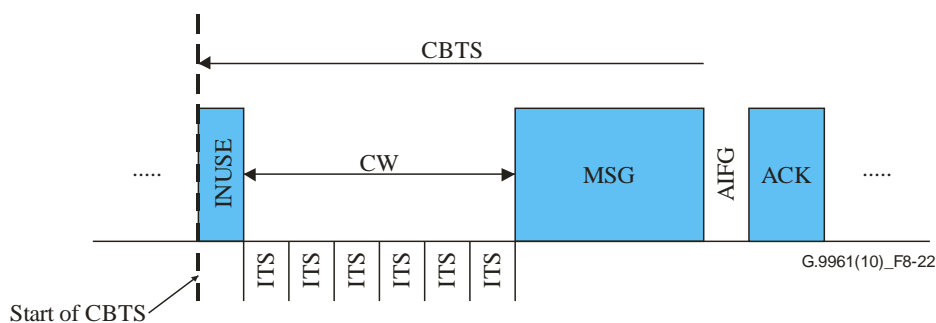 CBTS
.....
INUSE
CW
MSG
AIFG
ACK
.....
ITS
ITS
ITS
ITS
ITS
ITS
G.9961(10)_F8-22
Start of CBTS